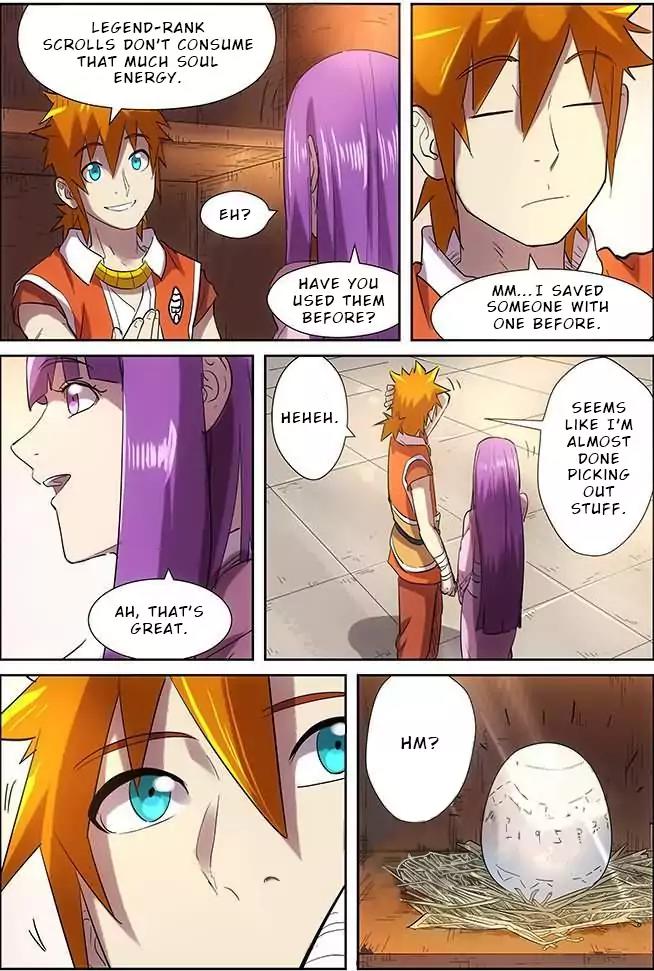 LEGEND-RANK
SCROLLS DON'T CONSUME
THAT MUCH SOUL
ENERGY.
EH?
HAVE YOU
USED THEM
BEFORE?
MM...I SAVED
SOMEONE WITH
ONE BEFORE.
AH, THAT'S
GREAT.
HEHEH.
SEEMS
LIKE I'M
ALMOST
DONE
PICKING
OUT
STUFF.
HM?